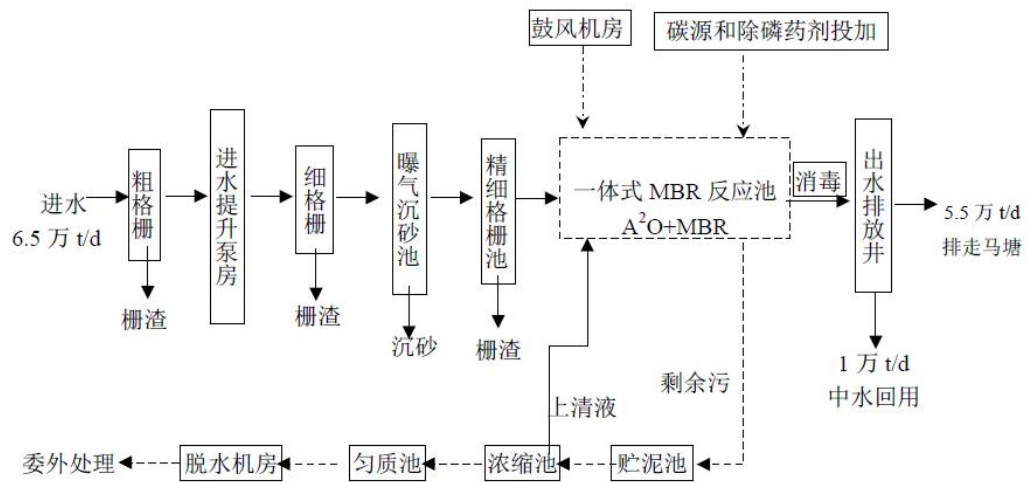 鼓风机房
碳源和除磷药剂投加
进水
6.5 万 t/d
粗格栅
进水提升泵房
细格栅
曝气沉砂池
精细格栅池
一体式 MBR 反应池
A²O+MBR
消毒
出水排放井
5.5 万 t/d
排走马塘
栅渣
栅渣
沉砂
栅渣
1 万 t/d
中水回用
剩余污
上清液
委外处理
脱水机房
匀质池
浓缩池
贮泥池